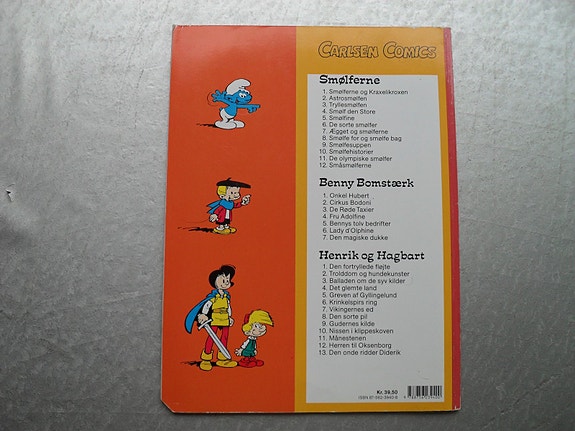 CARLSEN COMICS
Smølferne
1. Smølferne og Kraxelikroxen
2. Astrosmølfen
3. Tryllesmølfen
4. Smølf den Store
5. Smølfine
6. De sorte smølfer
7. Ægget og smølferne
8. Smølfe for og smølfe bag
9. Smølfesuppen
10. Smølfehistorier
11. De olympiske smølfer
12. Småsmølferne
Benny Bomstærk
1. Onkel Hubert
2. Cirkus Bodoni
3. De Røde Taxier
4. Fru Adolfine
5. Bennys tolv bedrifter
6. Lady d'Olphine
7. Den magiske dukke
Henrik og Hagbart
1. Den fortryllede fløjte
2. Trolddom og hundekunster
3. Balladen om de syv kilder
4. Det glemte land
5. Greven af Gyllingelund
6. Krinkelspirs ring
7. Vikingernes ed
8. Den sorte pil
9. Gudernes kilde
10. Nissen i klippeskoven
11. Månestenen
12. Herren til Oksenborg
13. Den onde ridder Diderik
Kr. 39,50